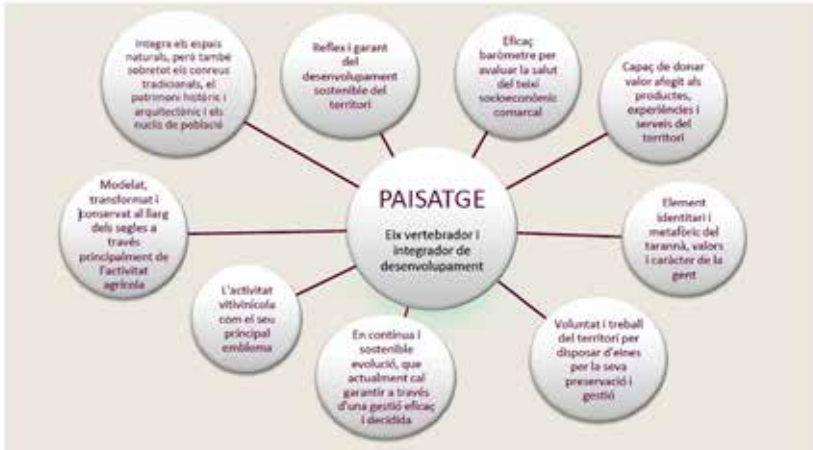 Integra els espais
naturals, però també
sobretot els conreus
tradicionals, el
patrimoni històric i
arquitectònic i els
nuclis de població
Reflex i garant
del
desenvolupament
sostenible del
territori
Eficaç
baròmetre per
avaluar la salut
del teixi
socioeconòmic
comarcal
Capaç de donar
valor afegit als
productes,
experiències i
serveis del
territori
PAISATGE
Eix vertebrador i
integrador de
desenvolupament
Modelat,
transformat i
conservat al llarg
dels segles a
través
principalment de
l'activitat
agrícola
Element
identitari i
metafòric del
tarannà, valors
i caràcter de la
gent
L'activitat
vitivinícola
com el seu
principal
emblema
En contínua i
sostenible
evolució, que
actualment cal
garantir a través
d'una gestió eficaç
i decidida
Voluntat i treball
del territori per
disposar d'eines
per la seva
preservació i
gestió